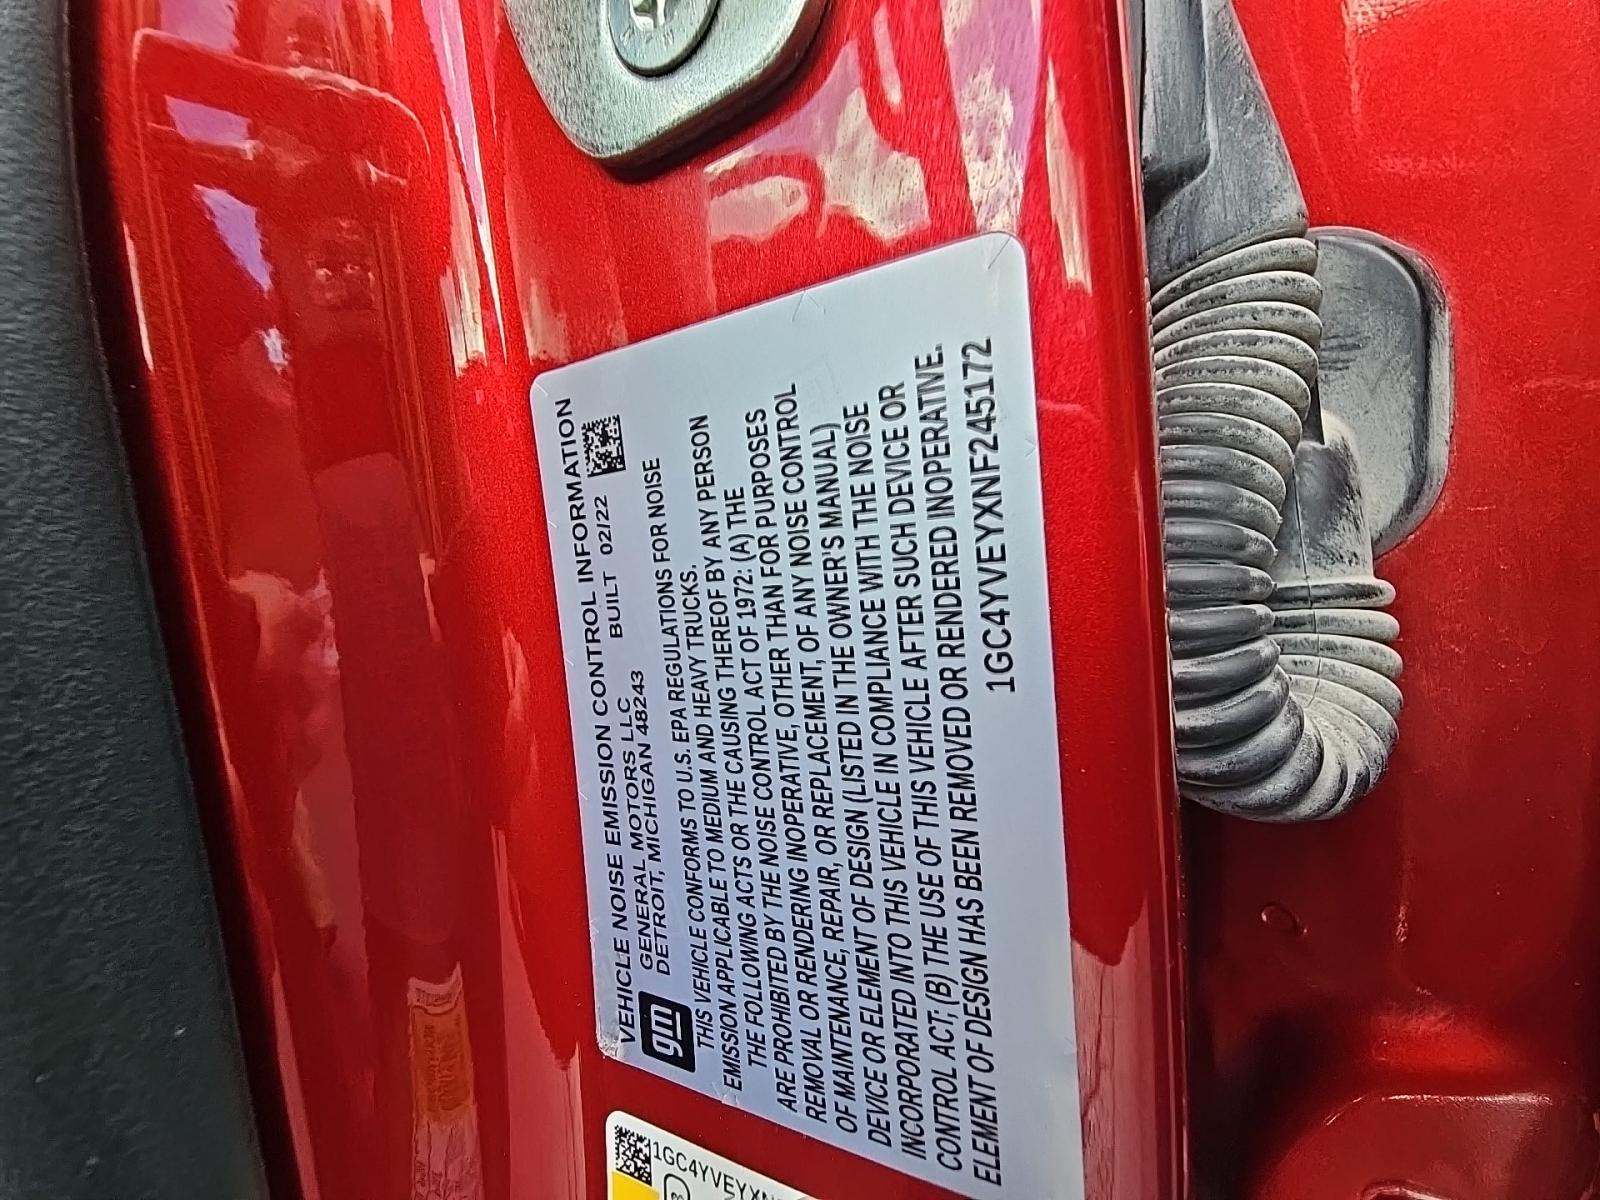 VEHICLE NOISE EMISSION CONTROL INFORMATION
gm
GENERAL MOTORS LLC BUILT 02/22
DETROIT, MICHIGAN 48243
THIS VEHICLE CONFORMS TO U.S. EPA REGULATIONS FOR NOISE
EMISSION APPLICABLE TO MEDIUM AND HEAVY TRUCKS.
THE FOLLOWING ACTS OR THE CAUSING THEREOF BY ANY PERSON
ARE PROHIBITED BY THE NOISE CONTROL ACT OF 1972: (A) THE
REMOVAL OR RENDERING INOPERATIVE, OTHER THAN FOR PURPOSES
OF MAINTENANCE, REPAIR, OR REPLACEMENT, OF ANY NOISE CONTROL
DEVICE OR ELEMENT OF DESIGN (LISTED IN THE OWNER'S MANUAL)
INCORPORATED INTO THIS VEHICLE IN COMPLIANCE WITH THE NOISE
CONTROL ACT; (B) THE USE OF THIS VEHICLE AFTER SUCH DEVICE OR
ELEMENT OF DESIGN HAS BEEN REMOVED OR RENDERED INOPERATIVE.
1GC4YVEYXNF245172
1GC4YVEYXN